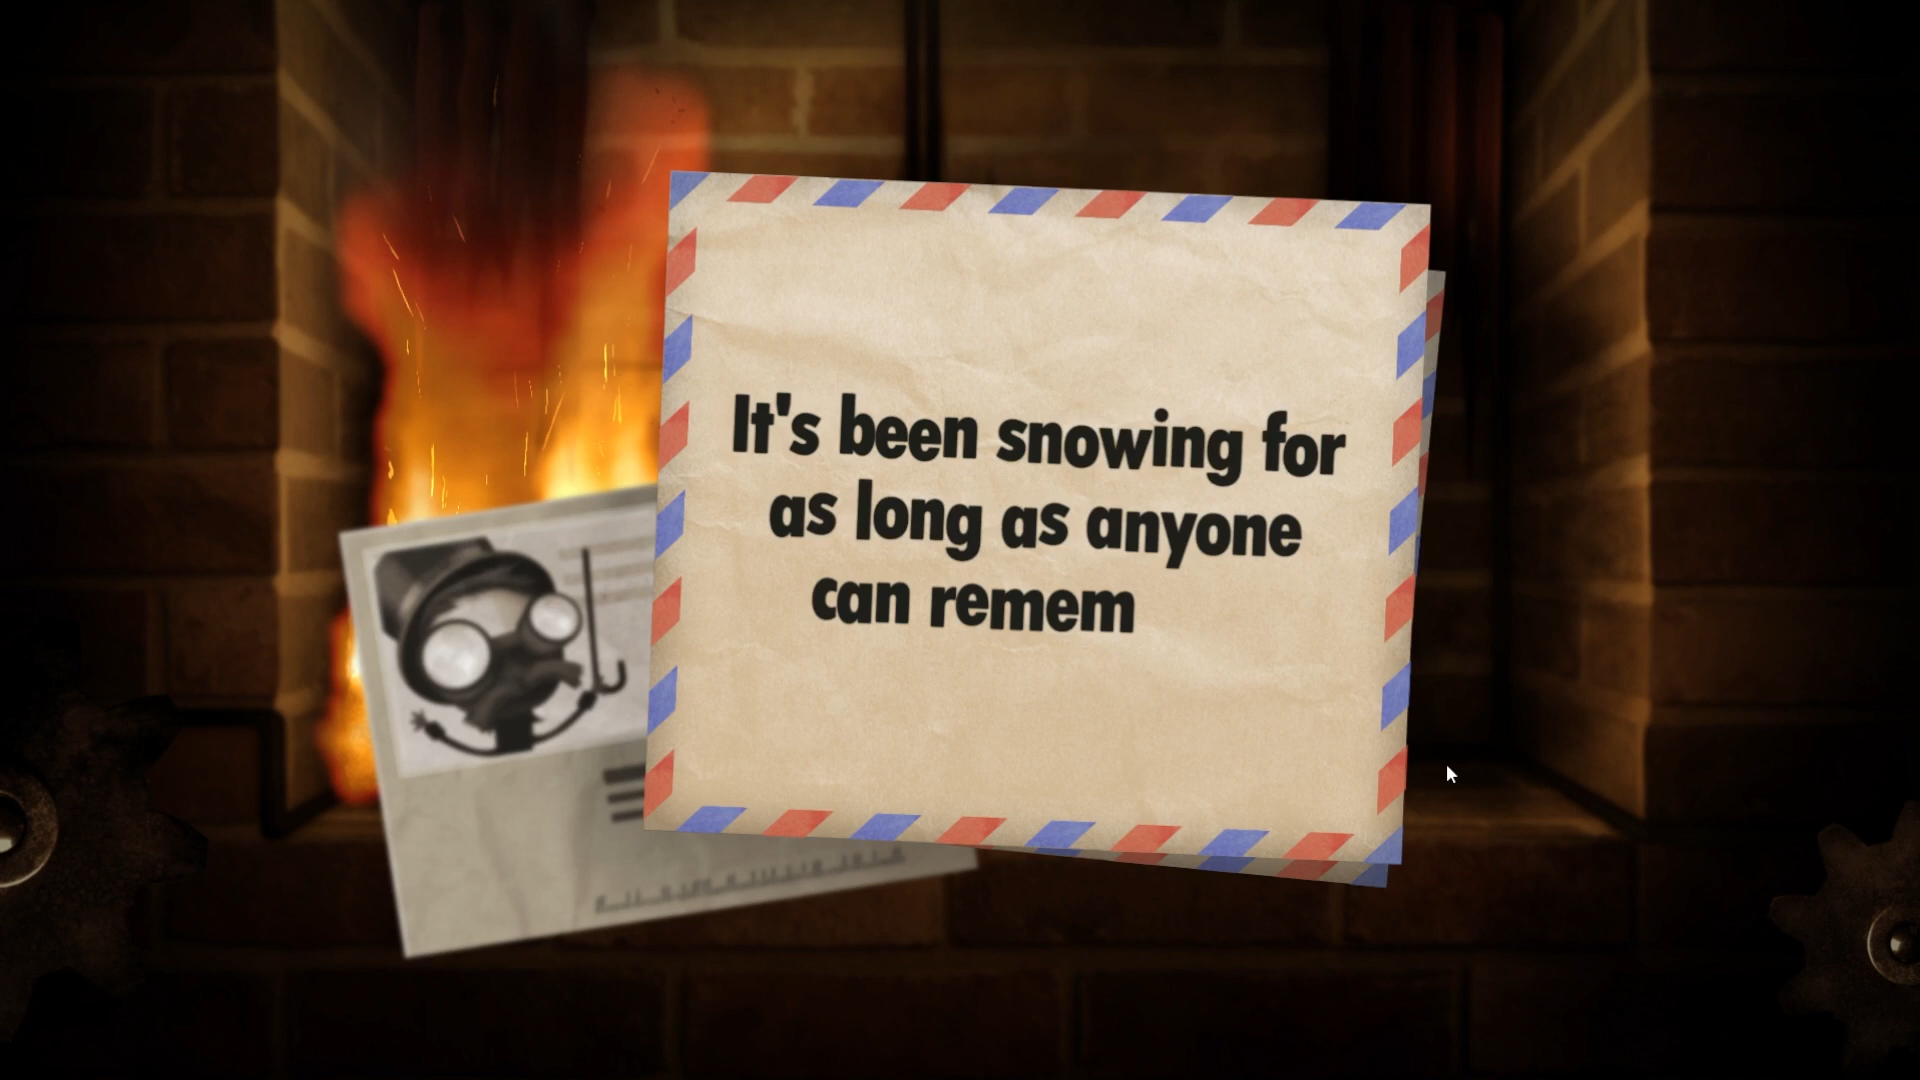 It's been snowing for
as long as anyone
can remem